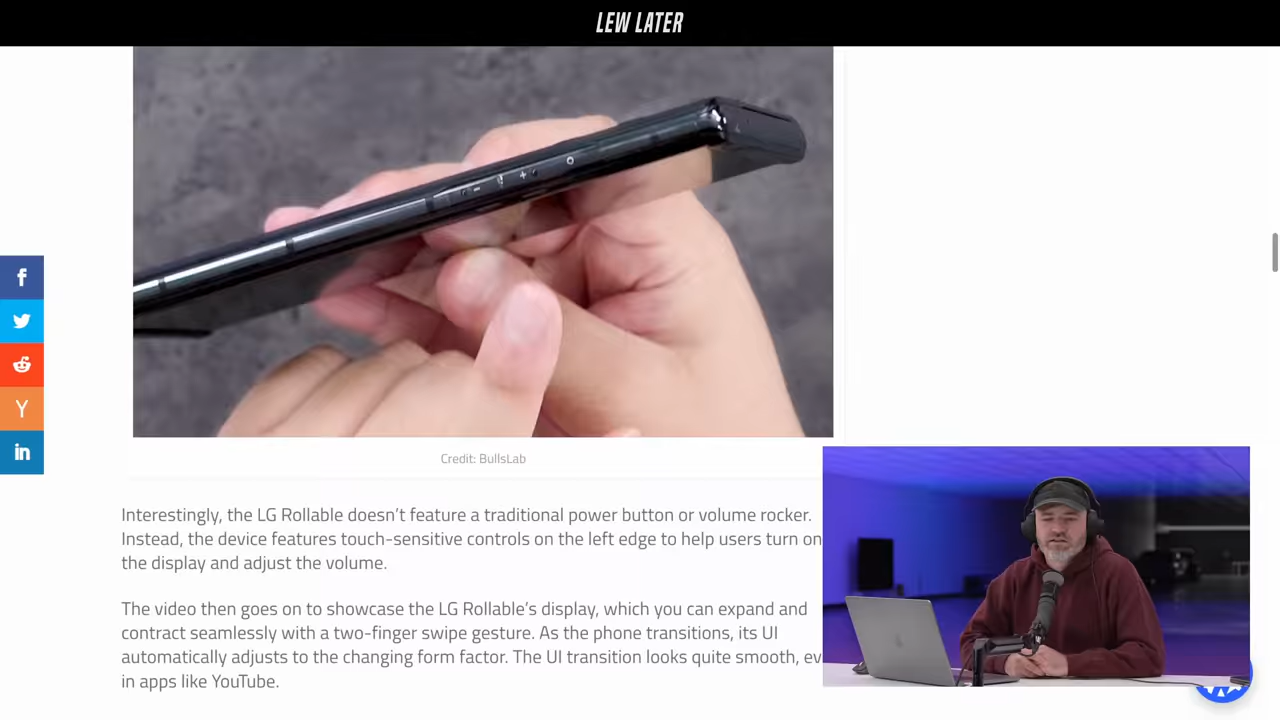 LEW LATER
Credit: BullsLab
Interestingly, the LG Rollable doesn’t feature a traditional power button or volume rocker.
Instead, the device features touch-sensitive controls on the left edge to help users turn on
the display and adjust the volume.
The video then goes on to showcase the LG Rollable’s display, which you can expand and
contract seamlessly with a two-finger swipe gesture. As the phone transitions, its UI
automatically adjusts to the changing form factor. The UI transition looks quite smooth, ev
in apps like YouTube.